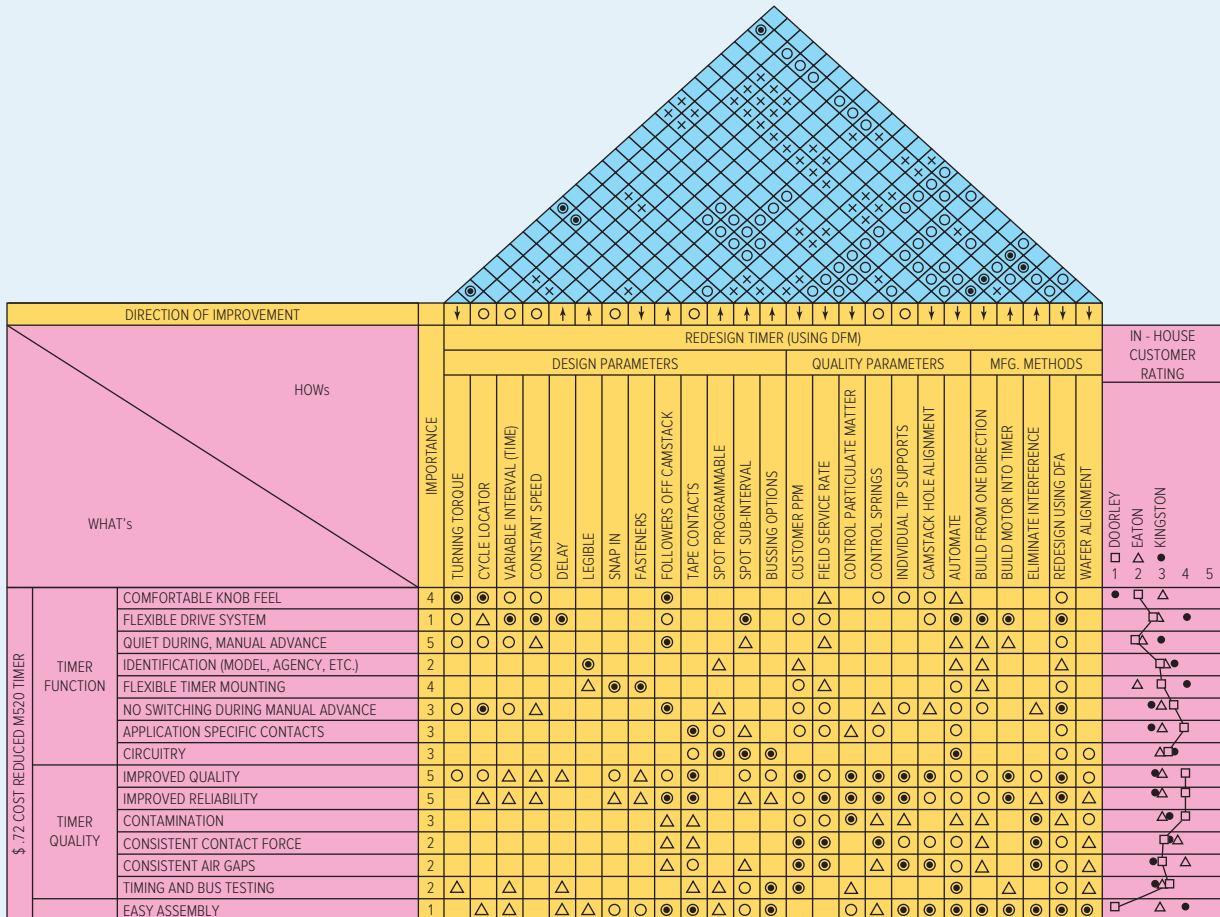 DIRECTION OF IMPROVEMENT
REDESIGN TIMER (USING DFM)
IN - HOUSE
CUSTOMER
RATING
DESIGN PARAMETERS
QUALITY PARAMETERS
MFG. METHODS
HOWs
WHAT's
IMPORTANCE
TURNING TORQUE
CYCLE LOCATOR
VARIABLE INTERVAL (TIME)
CONSTANT SPEED
DELAY
LEGIBLE
SNAP IN
FASTENERS
FOLLOWERS OFF CAMSTACK
TAPE CONTACTS
SPOT PROGRAMMABLE
SPOT SUB-INTERVAL
BUSSING OPTIONS
CUSTOMER PPM
FIELD SERVICE RATE
CONTROL PARTICULATE MATTER
CONTROL SPRINGS
INDIVIDUAL TIP SUPPORTS
CAMSTACK HOLE ALIGNMENT
AUTOMATE
BUILD FROM ONE DIRECTION
BUILD MOTOR INTO TIMER
ELIMINATE INTERFERENCE
REDESIGN USING DFA
WAFER ALIGNMENT
DOORLEY
EATON
KINGSTON
1 2 3 4 5
$ .72 COST REDUCED M520 TIMER
TIMER
FUNCTION
COMFORTABLE KNOB FEEL 4
FLEXIBLE DRIVE SYSTEM 1
QUIET DURING, MANUAL ADVANCE 5
IDENTIFICATION (MODEL, AGENCY, ETC.) 2
FLEXIBLE TIMER MOUNTING 4
NO SWITCHING DURING MANUAL ADVANCE 3
APPLICATION SPECIFIC CONTACTS 3
CIRCUITRY 3
TIMER
QUALITY
IMPROVED QUALITY 5
IMPROVED RELIABILITY 5
CONTAMINATION 3
CONSISTENT CONTACT FORCE 2
CONSISTENT AIR GAPS 2
TIMING AND BUS TESTING 2
EASY ASSEMBLY 1